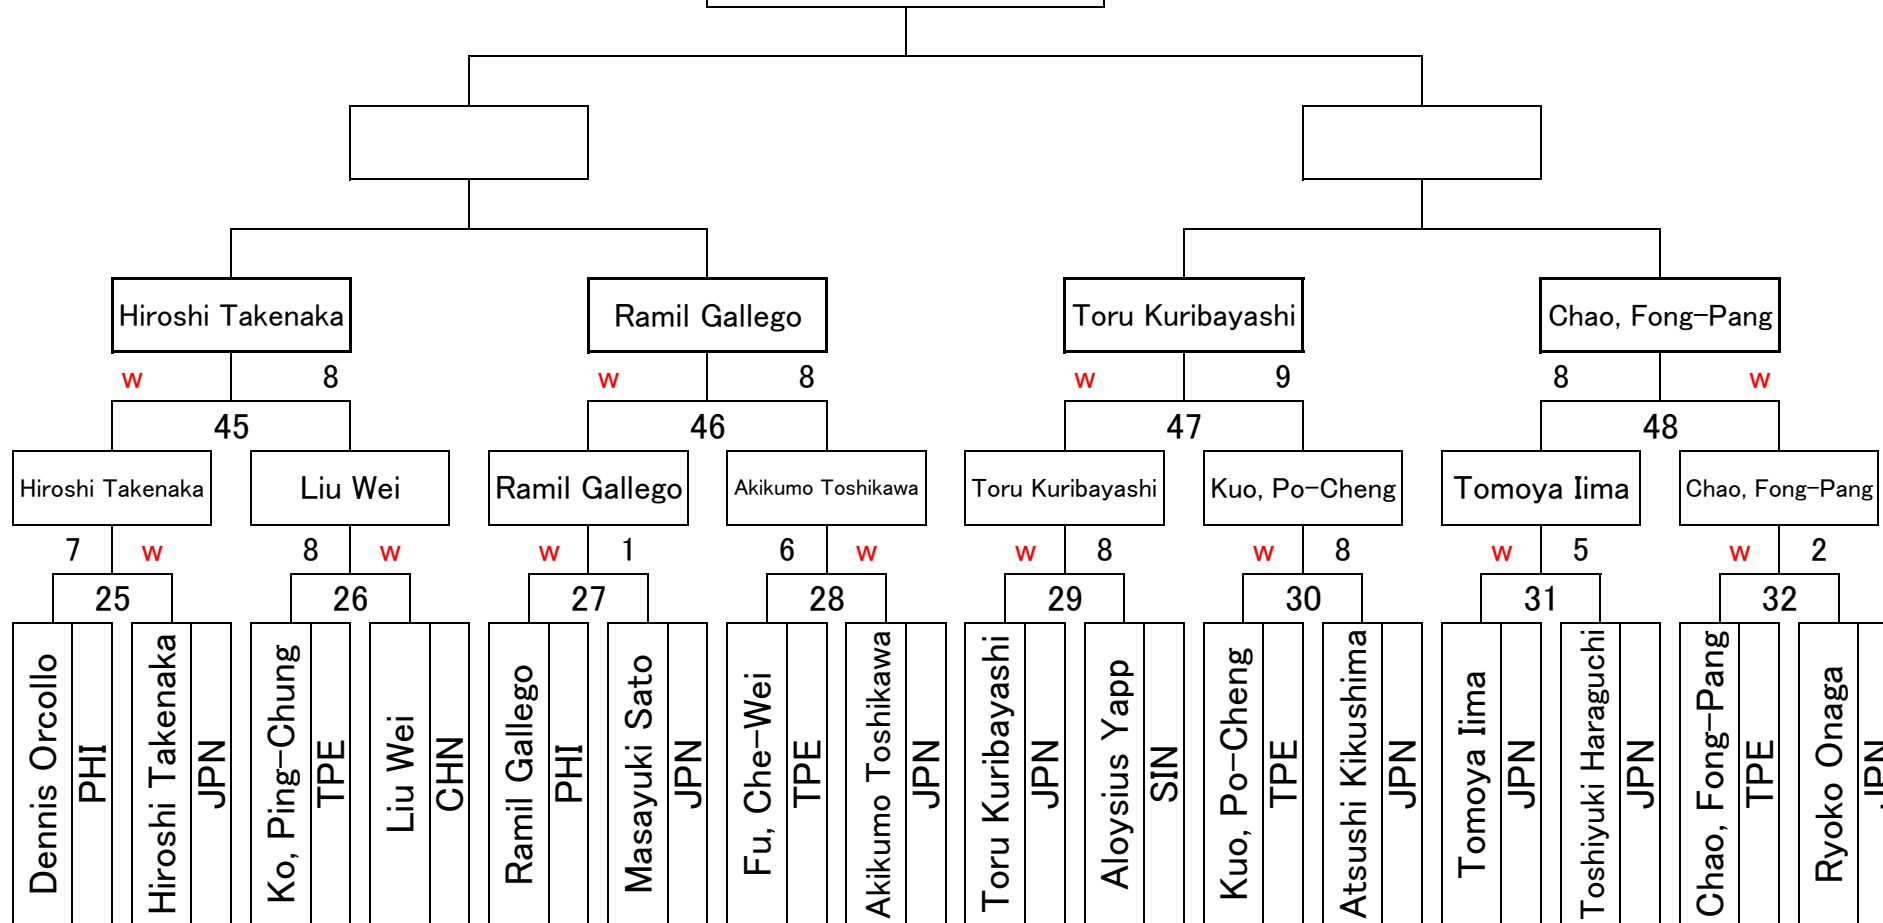 Hiroshi Takenaka Ramil Gallego Toru Kuribayashi Chao, Fong-Pang
w 8 w 8 w 9 8 w
45 46 47 48
Hiroshi Takenaka Liu Wei Ramil Gallego Akikumo Toshikawa Toru Kuribayashi Kuo, Po-Cheng Tomoya Iima Chao, Fong-Pang
7 w 8 w w 1 6 w w 8 w 8 w 5 w 2
25 26 27 28 29 30 31 32
Dennis Orcollo
PHI
Hiroshi Takenaka
JPN
Ko, Ping-Chung
TPE
Liu Wei
CHN
Ramil Gallego
PHI
Masayuki Sato
JPN
Fu, Che-Wei
TPE
Akikumo Toshikawa
JPN
Toru Kuribayashi
JPN
Aloysius Yapp
SIN
Kuo, Po-Cheng
TPE
Atsushi Kikushima
JPN
Tomoya Iima
JPN
Toshiyuki Haraguchi
JPN
Chao, Fong-Pang
TPE
Ryoko Onaga
JPN